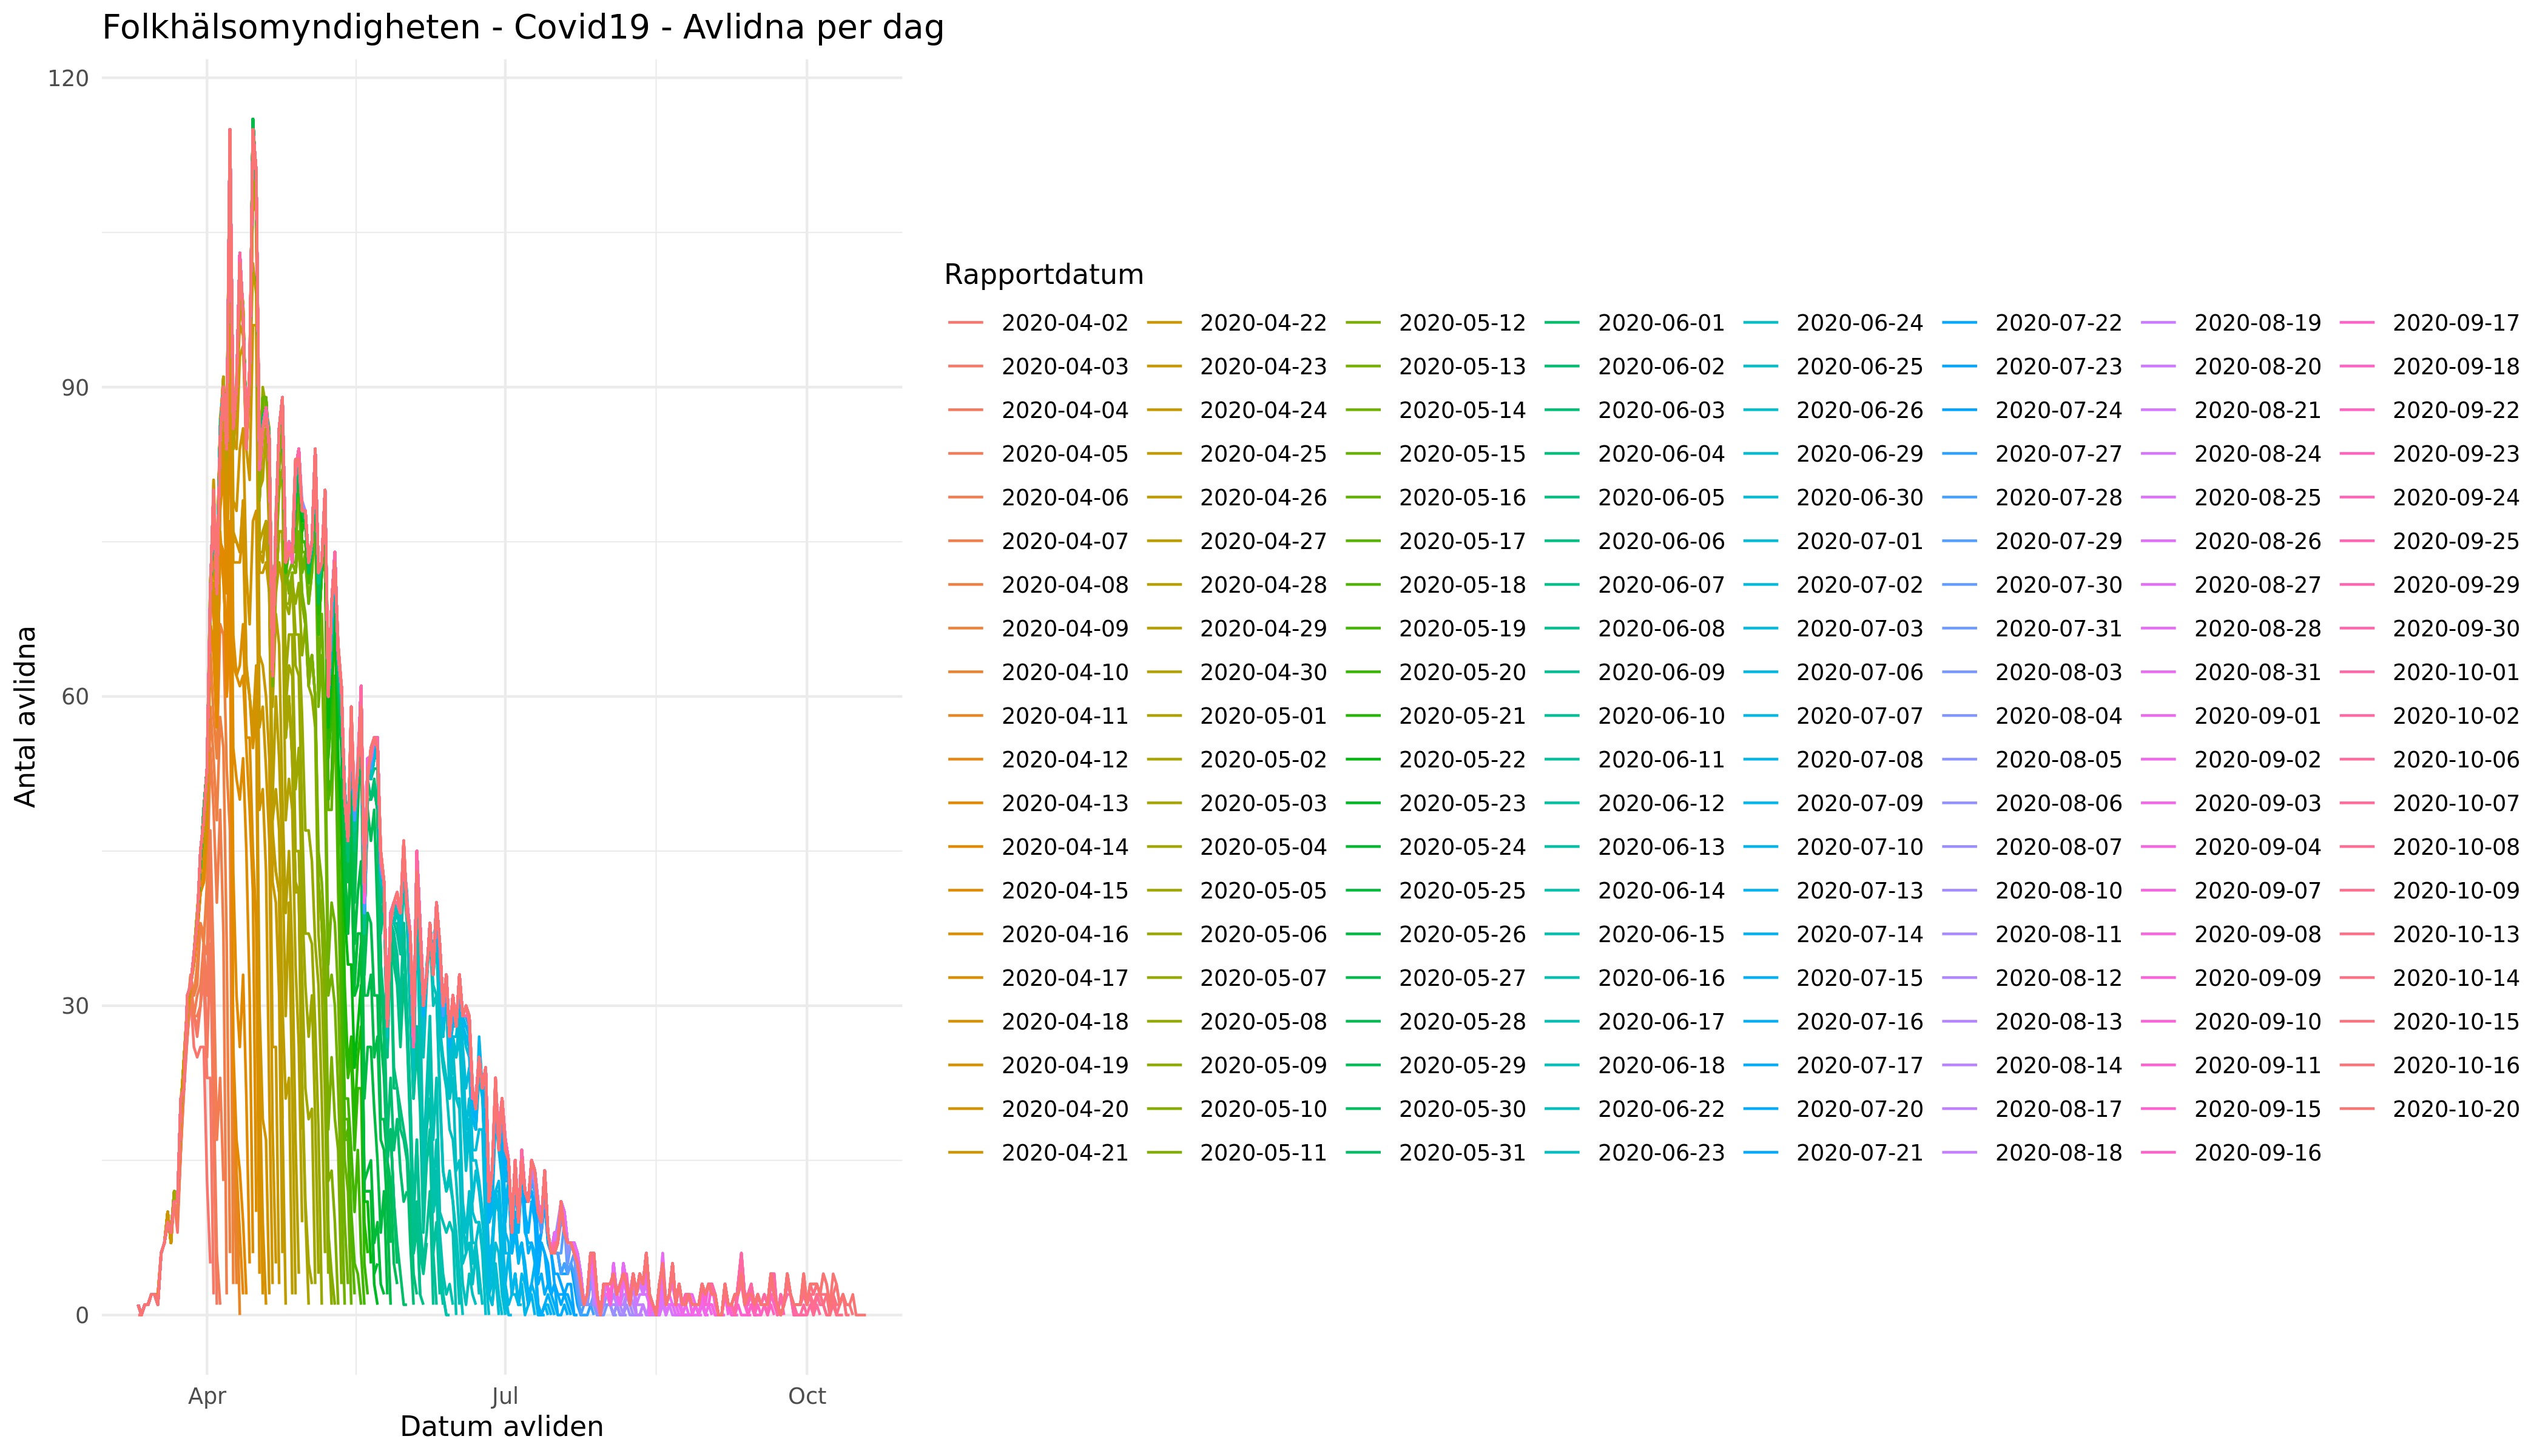 Folkhälsomyndigheten - Covid19 - Avlidna per dag
120
90
60
30
0
Antal avlidna
Apr Jul Oct
Datum avliden
Rapportdatum
2020-04-02 2020-04-22 2020-05-12 2020-06-01 2020-06-24 2020-07-22 2020-08-19 2020-09-17
2020-04-03 2020-04-23 2020-05-13 2020-06-02 2020-06-25 2020-07-23 2020-08-20 2020-09-18
2020-04-04 2020-04-24 2020-05-14 2020-06-03 2020-06-26 2020-07-24 2020-08-21 2020-09-22
2020-04-05 2020-04-25 2020-05-15 2020-06-04 2020-06-29 2020-07-27 2020-08-24 2020-09-23
2020-04-06 2020-04-26 2020-05-16 2020-06-05 2020-06-30 2020-07-28 2020-08-25 2020-09-24
2020-04-07 2020-04-27 2020-05-17 2020-06-06 2020-07-01 2020-07-29 2020-08-26 2020-09-25
2020-04-08 2020-04-28 2020-05-18 2020-06-07 2020-07-02 2020-07-30 2020-08-27 2020-09-29
2020-04-09 2020-04-29 2020-05-19 2020-06-08 2020-07-03 2020-07-31 2020-08-28 2020-09-30
2020-04-10 2020-04-30 2020-05-20 2020-06-09 2020-07-06 2020-08-03 2020-08-31 2020-10-01
2020-04-11 2020-05-01 2020-05-21 2020-06-10 2020-07-07 2020-08-04 2020-09-01 2020-10-02
2020-04-12 2020-05-02 2020-05-22 2020-06-11 2020-07-08 2020-08-05 2020-09-02 2020-10-06
2020-04-13 2020-05-03 2020-05-23 2020-06-12 2020-07-09 2020-08-06 2020-09-03 2020-10-07
2020-04-14 2020-05-04 2020-05-24 2020-06-13 2020-07-10 2020-08-07 2020-09-04 2020-10-08
2020-04-15 2020-05-05 2020-05-25 2020-06-14 2020-07-13 2020-08-10 2020-09-07 2020-10-09
2020-04-16 2020-05-06 2020-05-26 2020-06-15 2020-07-14 2020-08-11 2020-09-08 2020-10-13
2020-04-17 2020-05-07 2020-05-27 2020-06-16 2020-07-15 2020-08-12 2020-09-09 2020-10-14
2020-04-18 2020-05-08 2020-05-28 2020-06-17 2020-07-16 2020-08-13 2020-09-10 2020-10-15
2020-04-19 2020-05-09 2020-05-29 2020-06-18 2020-07-17 2020-08-14 2020-09-11 2020-10-16
2020-04-20 2020-05-10 2020-05-30 2020-06-22 2020-07-20 2020-08-17 2020-09-15 2020-10-20
2020-04-21 2020-05-11 2020-05-31 2020-06-23 2020-07-21 2020-08-18 2020-09-16